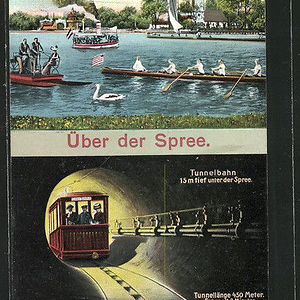 Über der Spree.
Tunnelbahn
15 m tief unter der Spree.
Tunnellänge 450 Meter.